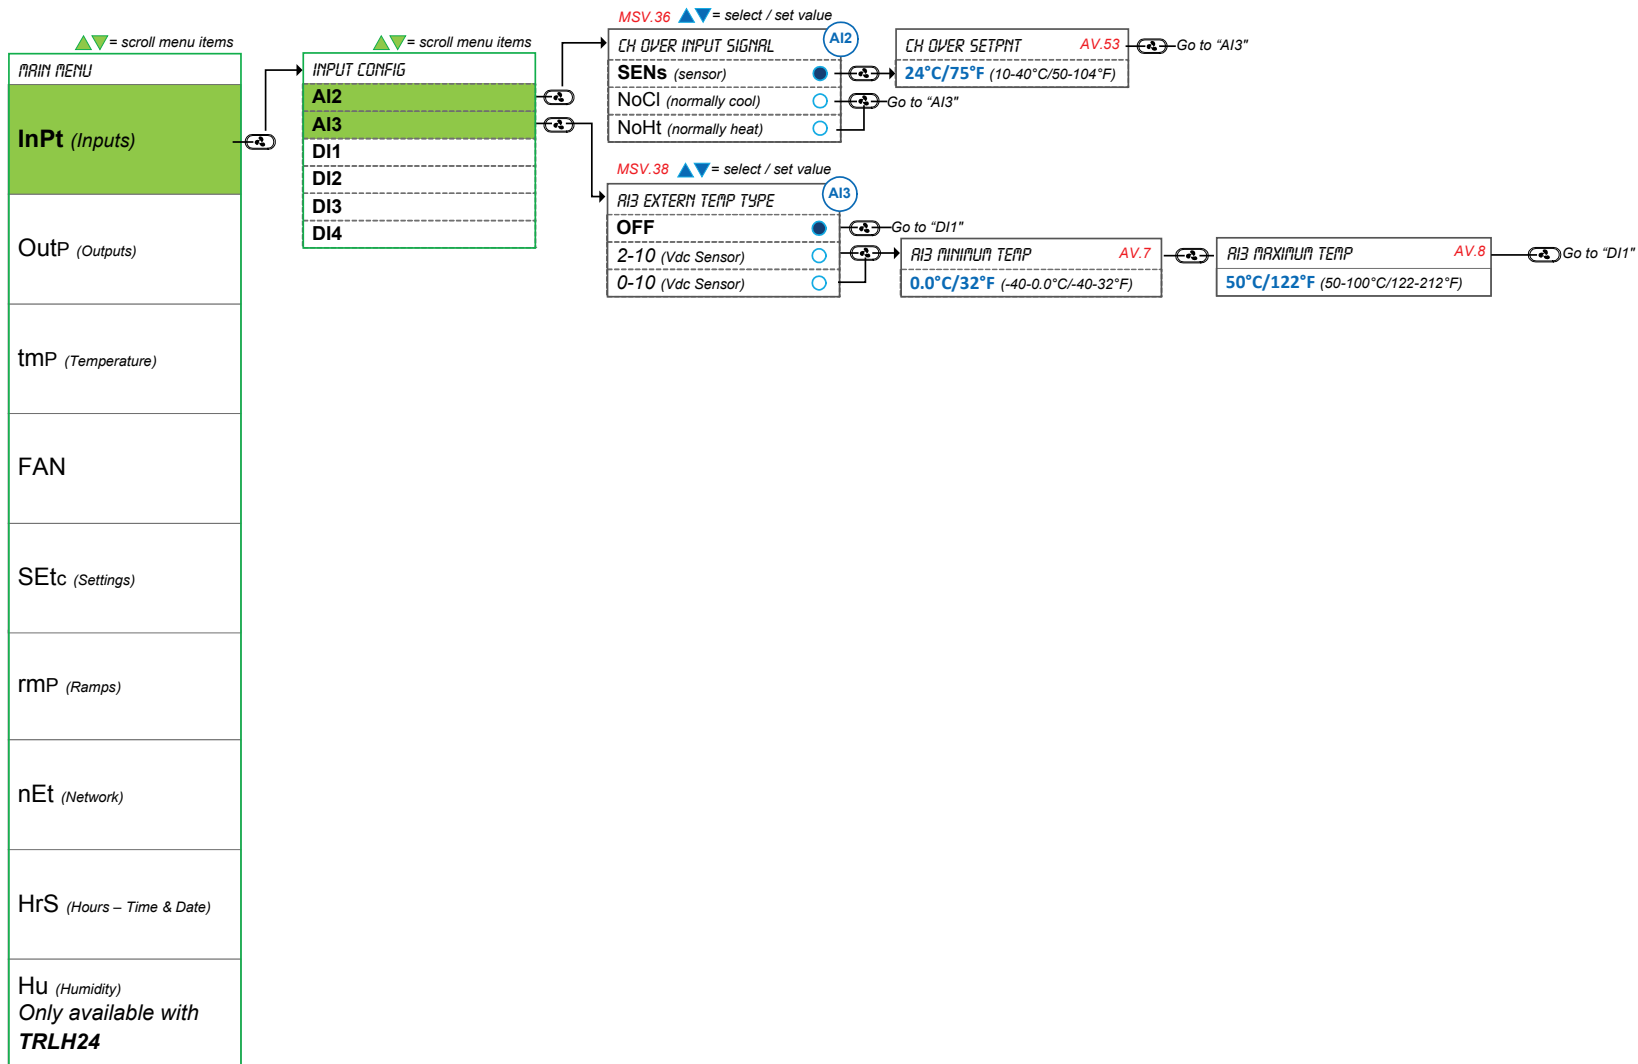 = scroll menu items
MAIN MENU
InPt (Inputs)
OutP (Outputs)
tmP (Temperature)
FAN
SEtc (Settings)
rmP (Ramps)
nEt (Network)
HrS (Hours – Time & Date)
Hu (Humidity)
Only available with
TRLH24
= scroll menu items
INPUT CONFIG
AI2
AI3
DI1
DI2
DI3
DI4
MSV.36 = select / set value
CH OVER INPUT SIGNAL AI2
SENs (sensor)
NoCl (normally cool)
NoHt (normally heat)
Go to "AI3"
CH OVER SETPNT AV.53
24°C/75°F (10-40°C/50-104°F)
Go to "AI3"
MSV.38 = select / set value
AI3 EXTERN TEMP TYPE AI3
OFF
2-10 (Vdc Sensor)
0-10 (Vdc Sensor)
Go to "DI1"
AI3 MINIMUM TEMP AV.7
0.0°C/32°F (-40-0.0°C/-40-32°F)
AI3 MAXIMUM TEMP AV.8
50°C/122°F (50-100°C/122-212°F)
Go to "DI1"